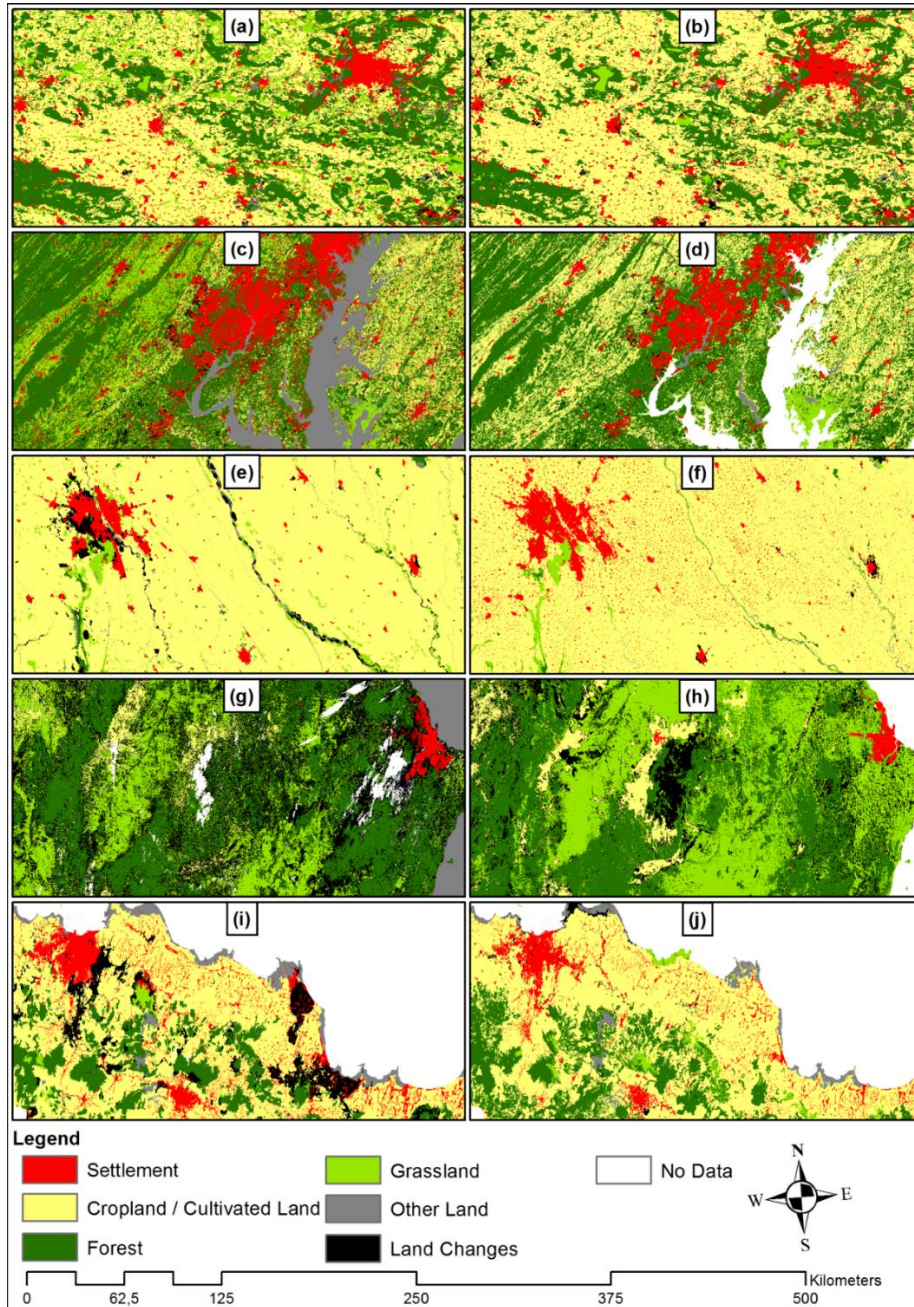 (a)
(b)
(c)
(d)
(e)
(f)
(g)
(h)
(i)
(j)
Legend
Settlement
Grassland
No Data
Cropland / Cultivated Land
Other Land
Forest
Land Changes
N
W
E
S
Kilometers
0
62,5
125
250
375
500